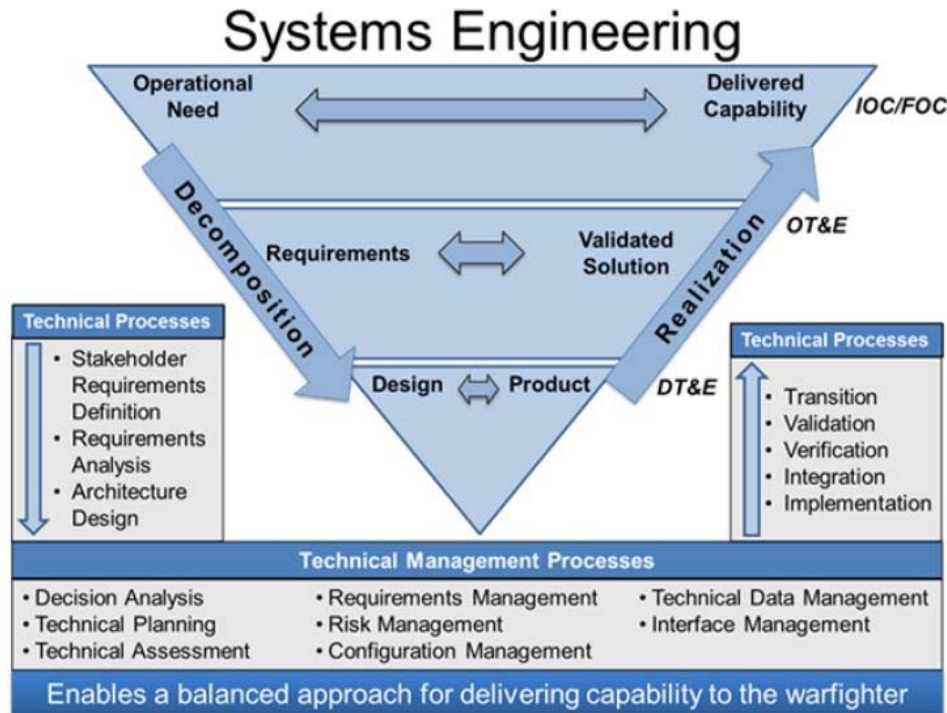 Systems Engineering
Operational
Need
Delivered
Capability
IOC/FOC
Decomposition
Realization
OT&E
Requirements
Validated
Solution
Design
Product
DT&E
Technical Processes
• Stakeholder
Requirements
Definition
• Requirements
Analysis
• Architecture
Design
Technical Processes
• Transition
• Validation
• Verification
• Integration
• Implementation
Technical Management Processes
• Decision Analysis
• Technical Planning
• Technical Assessment
• Requirements Management
• Risk Management
• Configuration Management
• Technical Data Management
• Interface Management
Enables a balanced approach for delivering capability to the warfighter